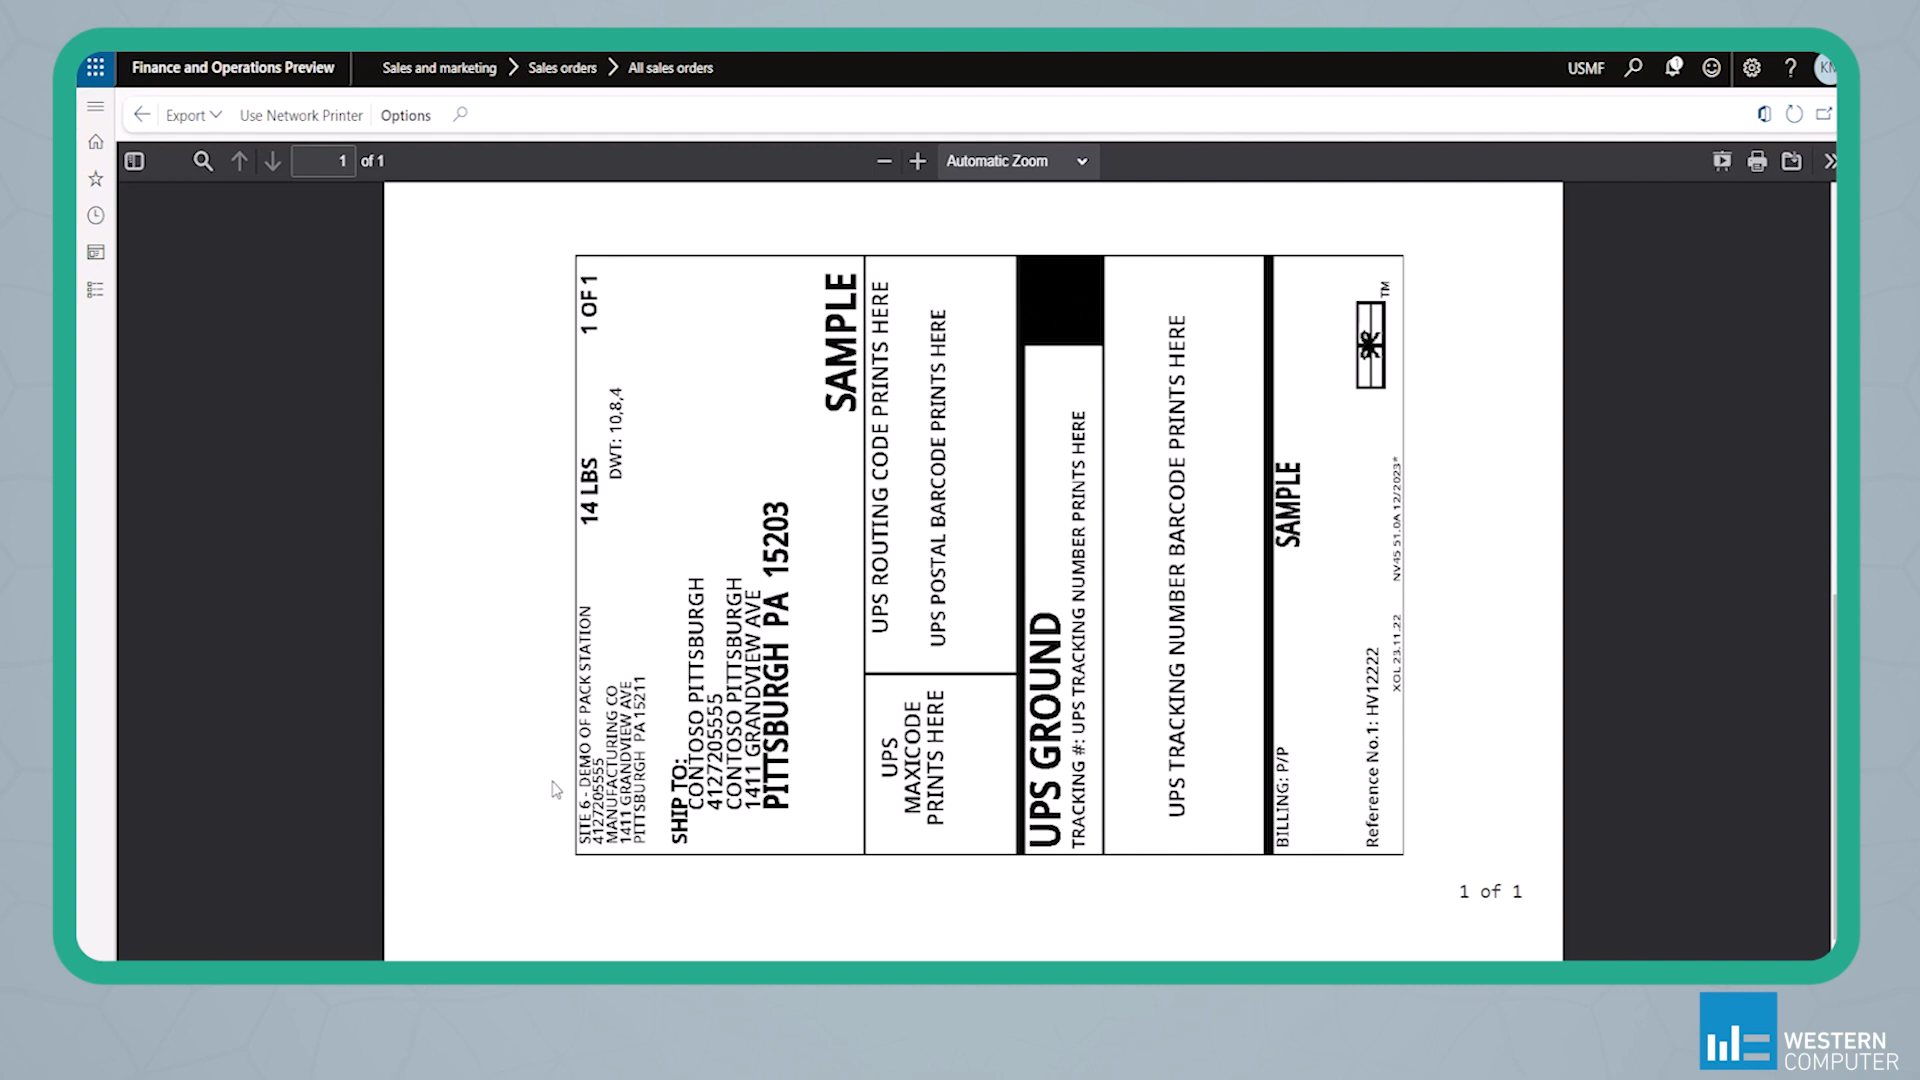 Finance and Operations Preview
Sales and marketing
Sales orders
All sales orders
USMF
1
KM
Export
Use Network Printer
Options
1 of 1
Automatic Zoom
SITE 6 - DEMO OF PACK STATION
4127205555
MANUFACTURING CO
1411 GRANDVIEW AVE
PITTSBURGH PA 15211
14 LBS
1 OF 1
DWT: 10,8,4
SHIP TO:
CONTOSO PITTSBURGH
4127205555
CONTOSO PITTSBURGH
1411 GRANDVIEW AVE
PITTSBURGH PA 15203
SAMPLE
UPS
MAXICODE
PRINTS HERE
UPS ROUTING CODE PRINTS HERE
UPS POSTAL BARCODE PRINTS HERE
UPS GROUND
TRACKING #: UPS TRACKING NUMBER PRINTS HERE
UPS TRACKING NUMBER BARCODE PRINTS HERE
BILLING: P/P
SAMPLE
Reference No.1: HV12222
XOL 23.11.22
NV45 51.0A 12/2023*
TM
1 of 1
WESTERN
COMPUTER